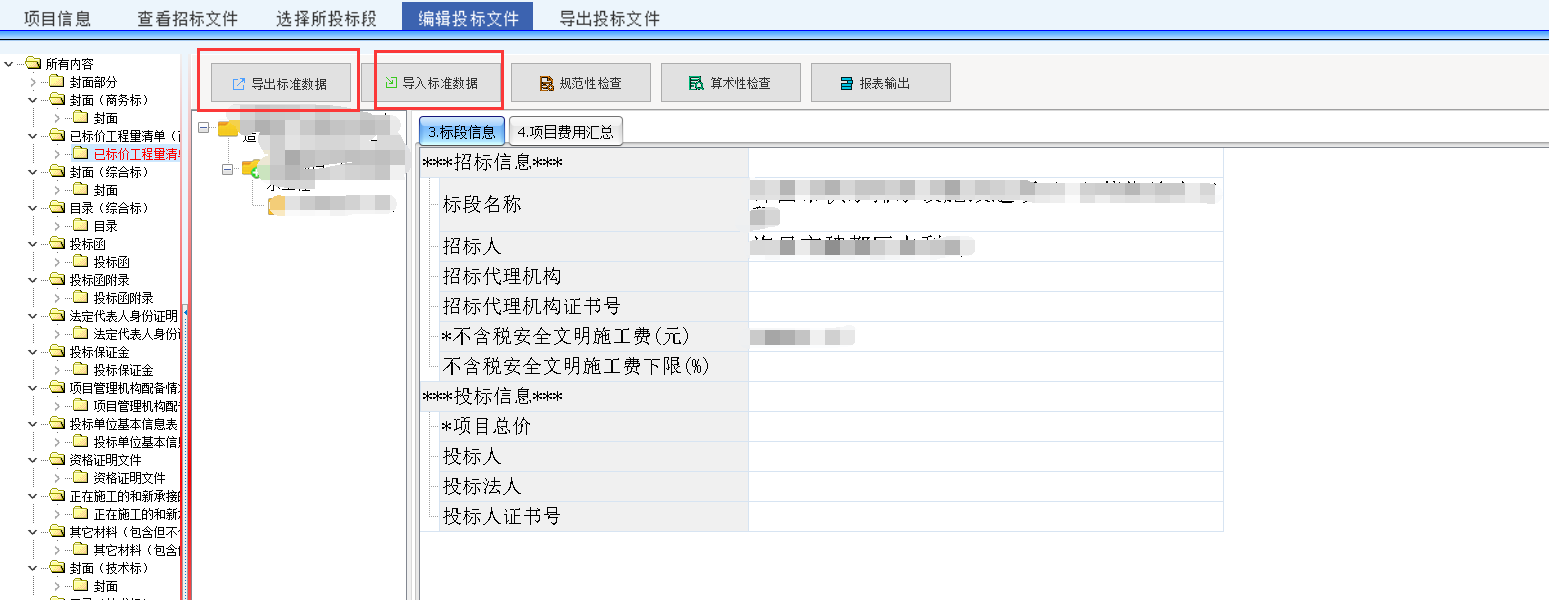 项目信息 查看招标文件 选择所投标段 编辑投标文件 导出投标文件
导出标准数据 导入标准数据 规范性检查 算术性检查 报表输出
所有内容
封面部分
封面（商务标）
封面
已标价工程量清单（
已标价工程量清
封面（综合标）
封面
目录（综合标）
目录
投标函
投标函
投标函附录
投标函附录
法定代表人身份证明
法定代表人身份
投标保证金
投标保证金
项目管理机构配备情
项目管理机构配
投标单位基本信息表
投标单位基本信
资格证明文件
资格证明文件
正在施工的和新承接
正在施工的和新
其它材料（包含但不
其它材料（包含
封面（技术标）
封面
3.标段信息 4.项目费用汇总
***招标信息***
标段名称
招标人
招标代理机构
招标代理机构证书号
*不含税安全文明施工费(元)
不含税安全文明施工费下限(%)
***投标信息***
*项目总价
投标人
投标法人
投标人证书号